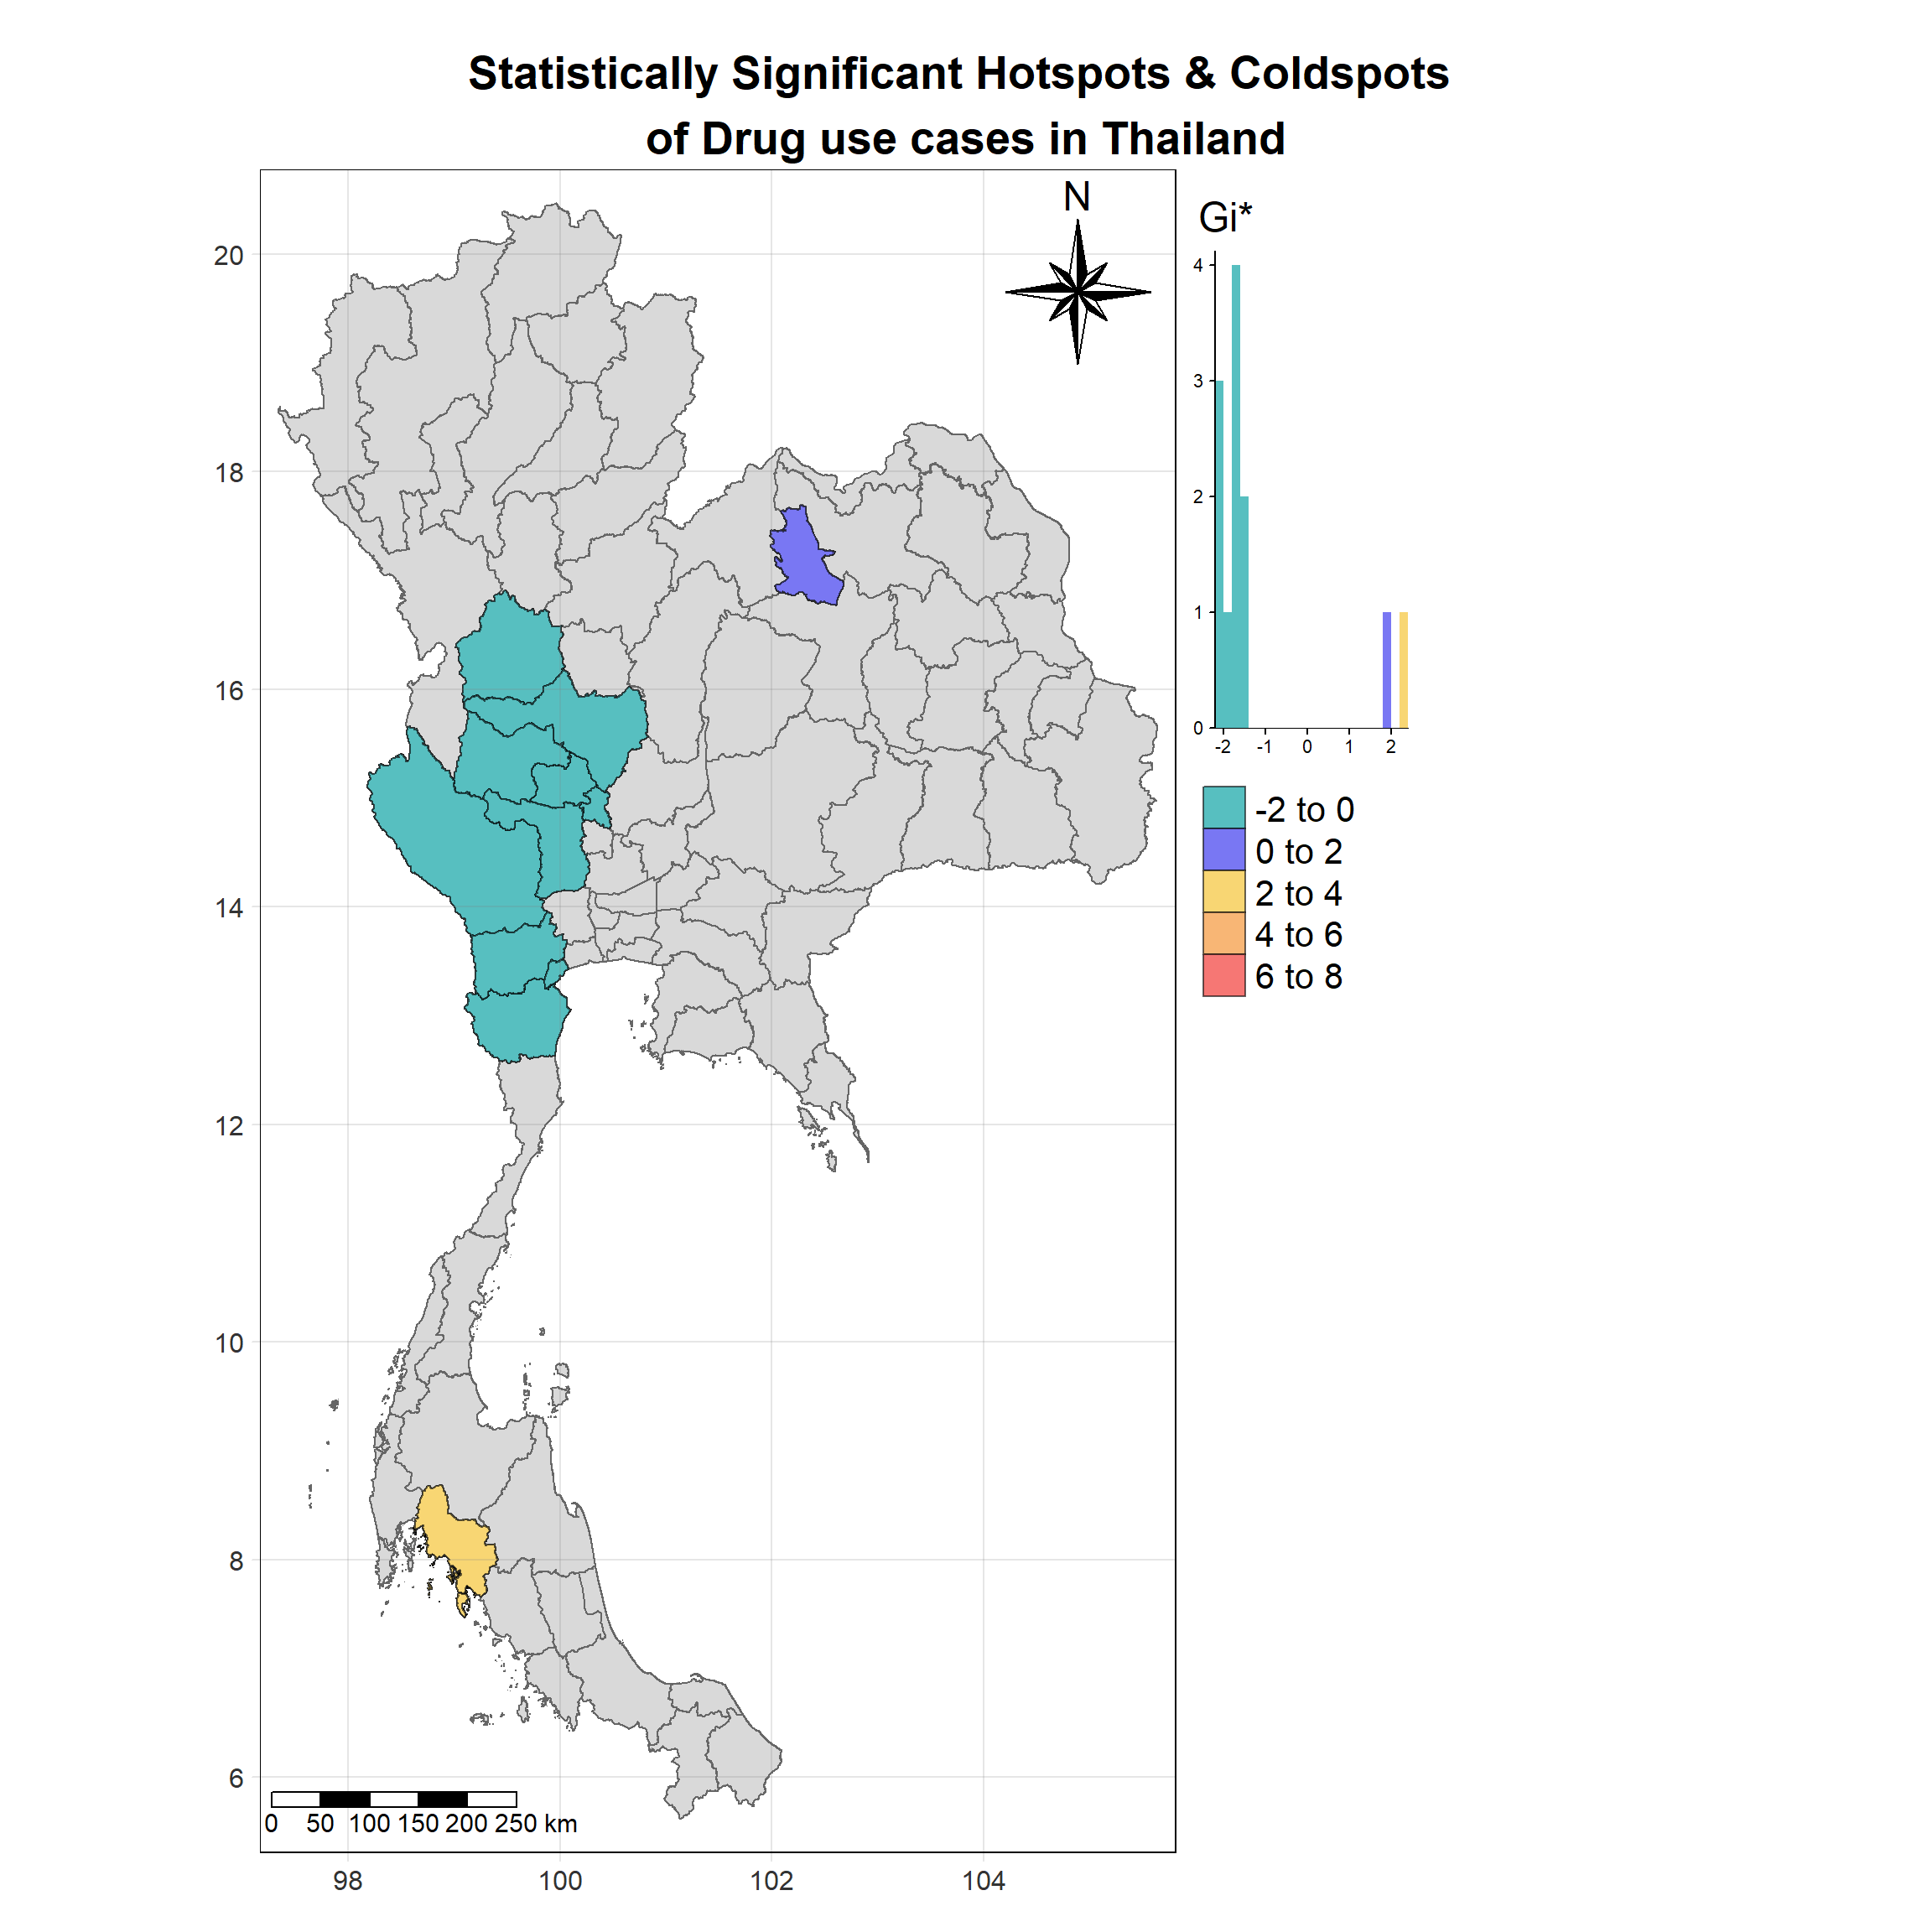 Statistically Significant Hotspots & Coldspots
of Drug use cases in Thailand
N
20
18
16
14
12
10
8
6
98 100 102 104
0 50 100 150 200 250 km
Gi*
4
3
2
1
0
-2 -1 0 1 2
-2 to 0
0 to 2
2 to 4
4 to 6
6 to 8